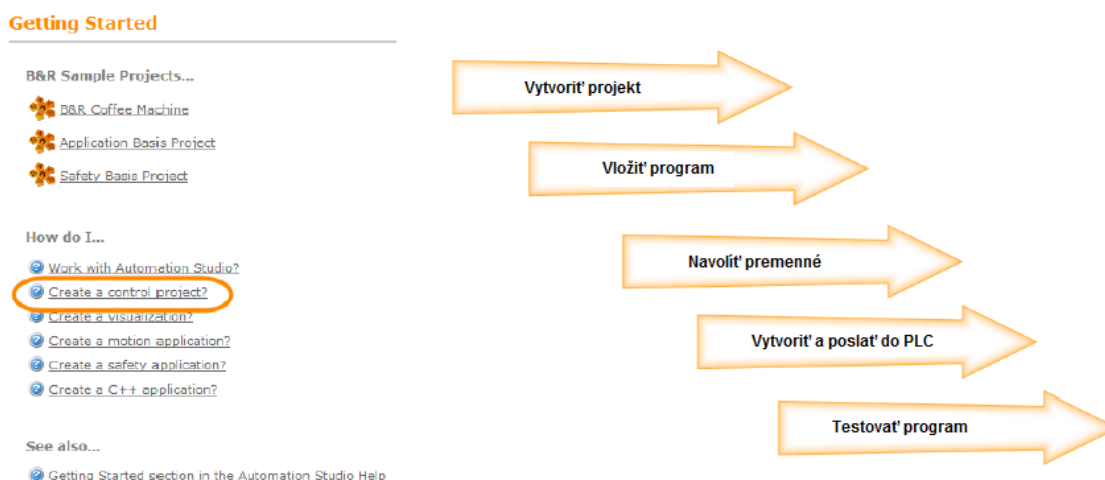 Getting Started
B&R Sample Projects...
B&R Coffee Machine
Application Basis Project
Safety Basis Project
How do I...
Work with Automation Studio?
Create a control project?
Create a visualization?
Create a motion application?
Create a safety application?
Create a C++ application?
See also...
Getting Started section in the Automation Studio Help
Vytvoriť projekt
Vložiť program
Navoliť premenné
Vytvoriť a poslať do PLC
Testovať program